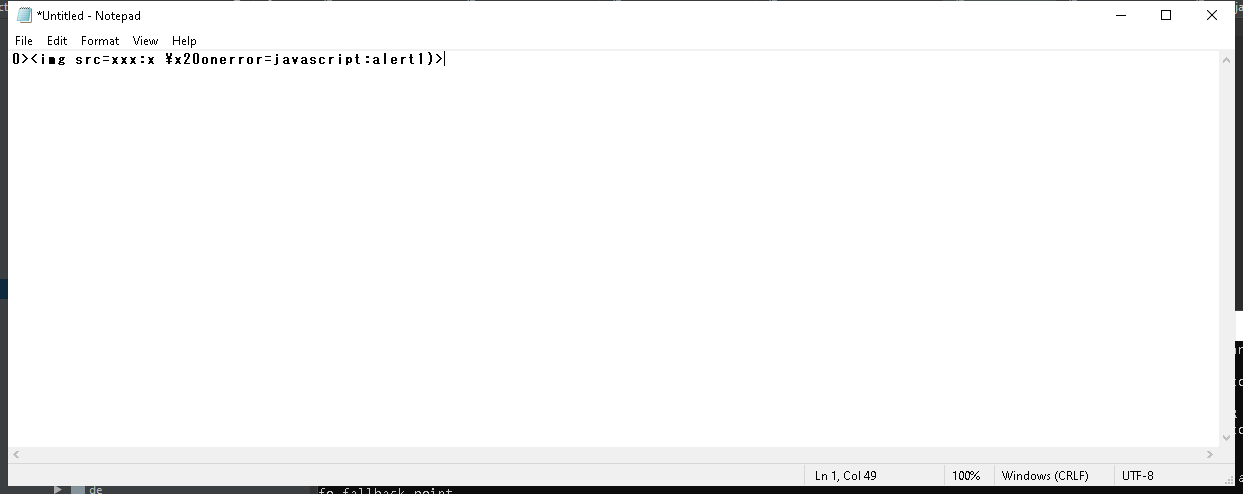 *Untitled - Notepad
File Edit Format View Help
0><img src=xxx:x ¥x20onerror=javascript:alert1)>
Ln 1, Col 49 100% Windows (CRLF) UTF-8
de
fallback point